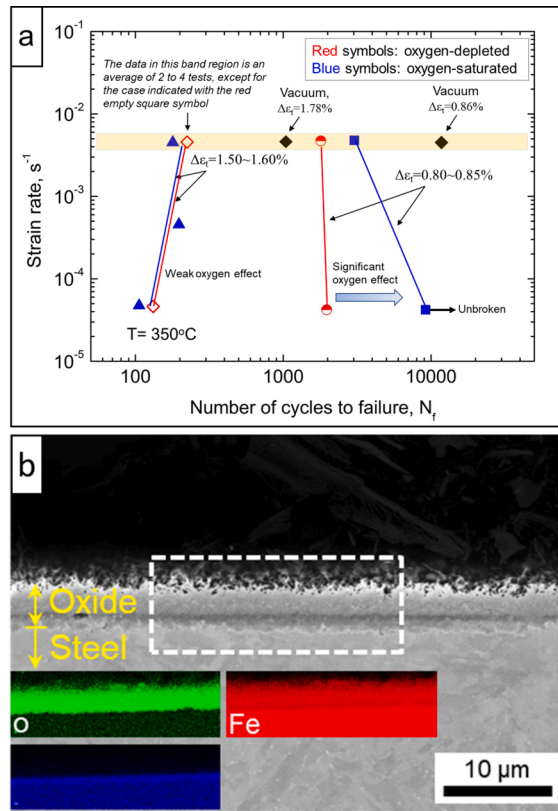 a
The data in this band region is an
average of 2 to 4 tests, except for
the case indicated with the red
empty square symbol
Red symbols: oxygen-depleted
Blue symbols: oxygen-saturated
Vacuum,
Δεt=1.78%
Vacuum
Δεt=0.86%
Δεt=1.50~1.60%
Δεt=0.80~0.85%
Weak oxygen effect
Significant
oxygen effect
Unbroken
T= 350°C
10⁻¹
10⁻²
10⁻³
10⁻⁴
10⁻⁵
Strain rate, s⁻¹
100 1000 10000
Number of cycles to failure, Nf
b
Oxide
Steel
O
Fe
10 µm